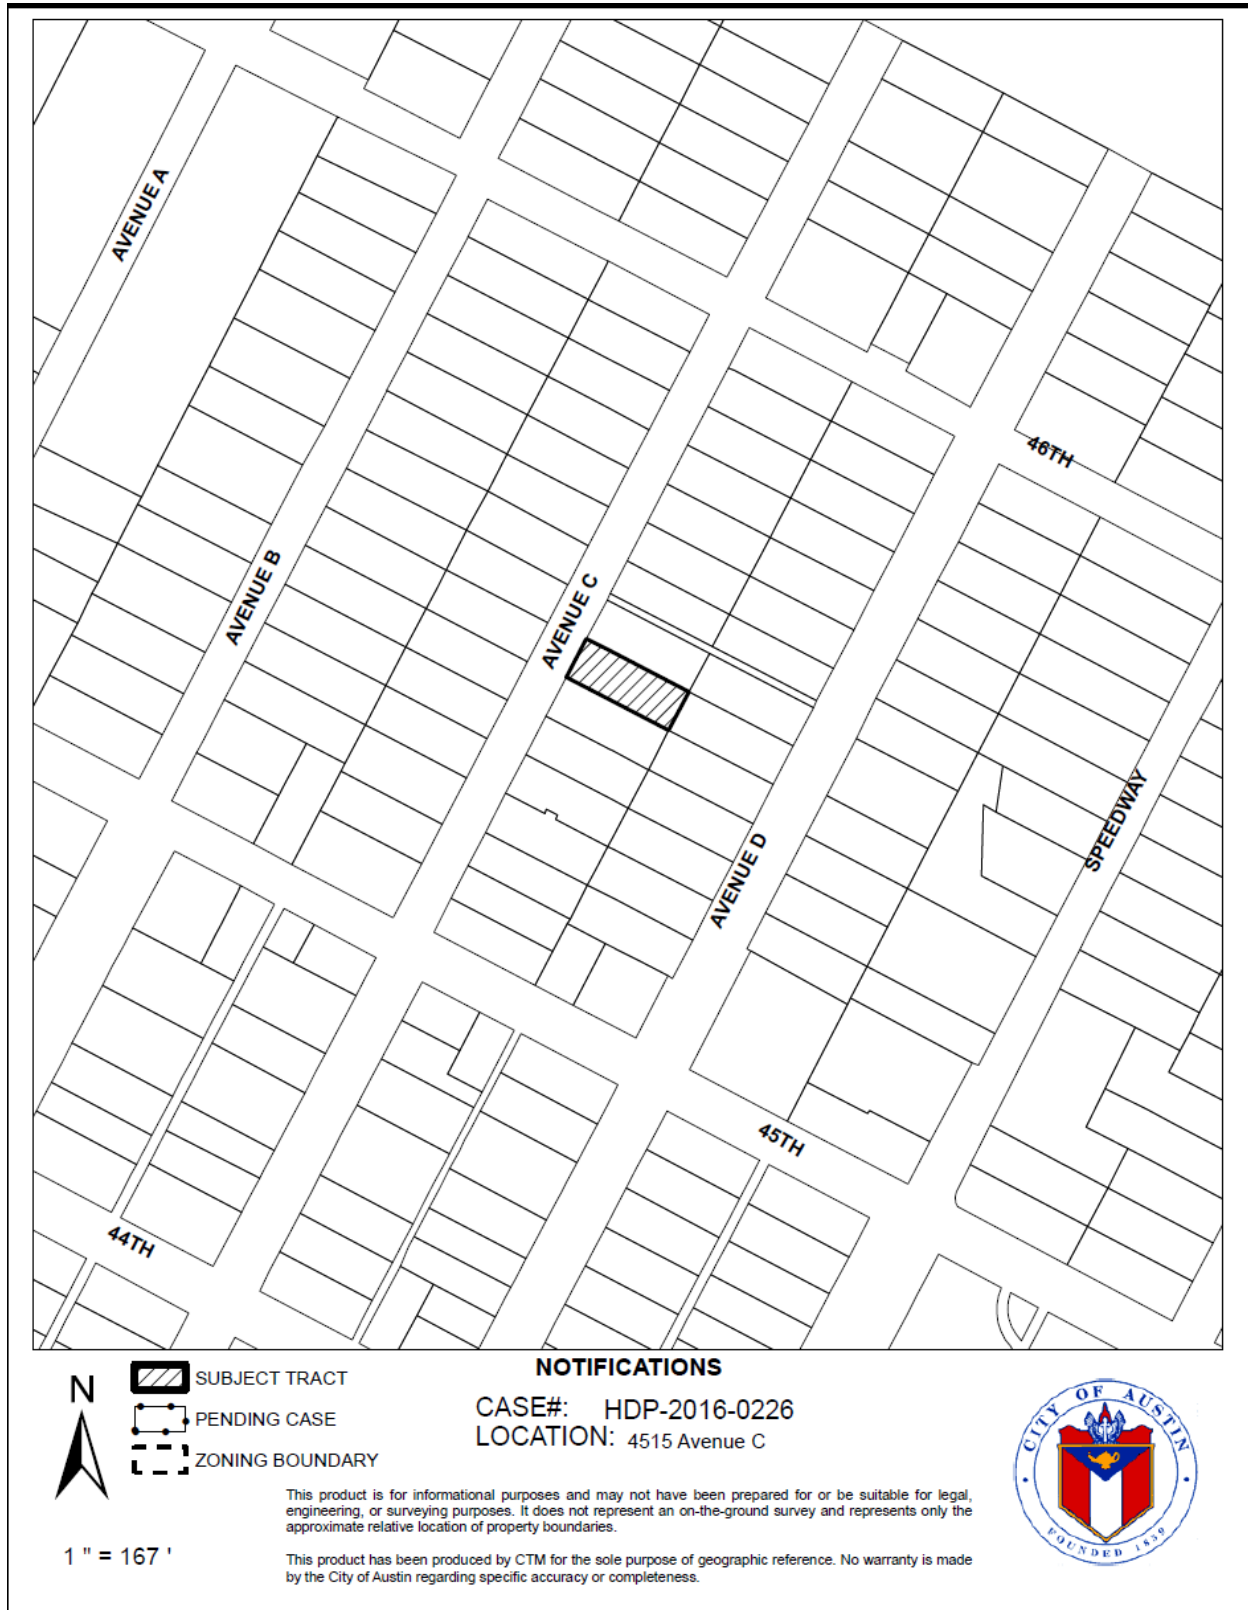 AVENUE A
46TH
AVENUE B
AVENUE C
SPEEDWAY
AVENUE D
45TH
44TH
N
1 " = 167 '
SUBJECT TRACT
PENDING CASE
ZONING BOUNDARY
NOTIFICATIONS
CASE#: HDP-2016-0226
LOCATION: 4515 Avenue C
This product is for informational purposes and may not have been prepared for or be suitable for legal,
engineering, or surveying purposes. It does not represent an on-the-ground survey and represents only the
approximate relative location of property boundaries.
This product has been produced by CTM for the sole purpose of geographic reference. No warranty is made
by the City of Austin regarding specific accuracy or completeness.
CITY OF AUSTIN
FOUNDED 1839